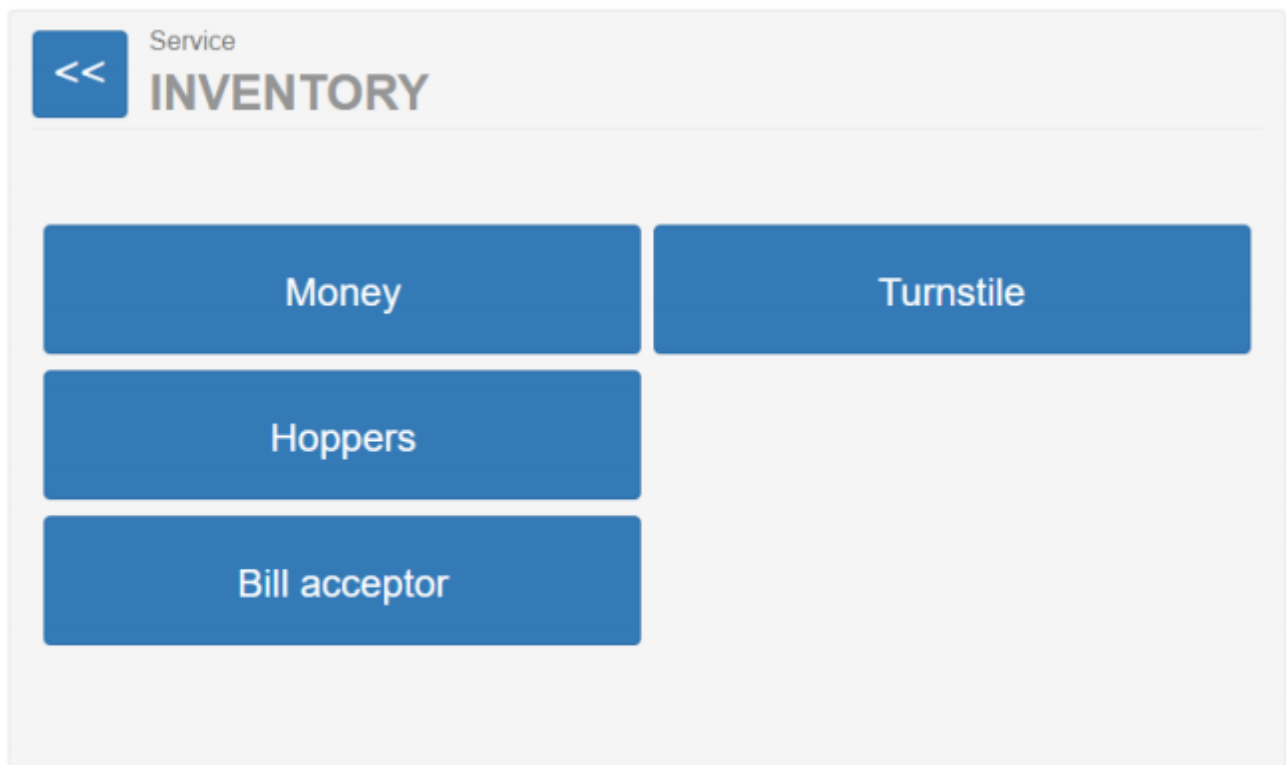 <<
Service
INVENTORY
Money
Turnstile
Hoppers
Bill acceptor